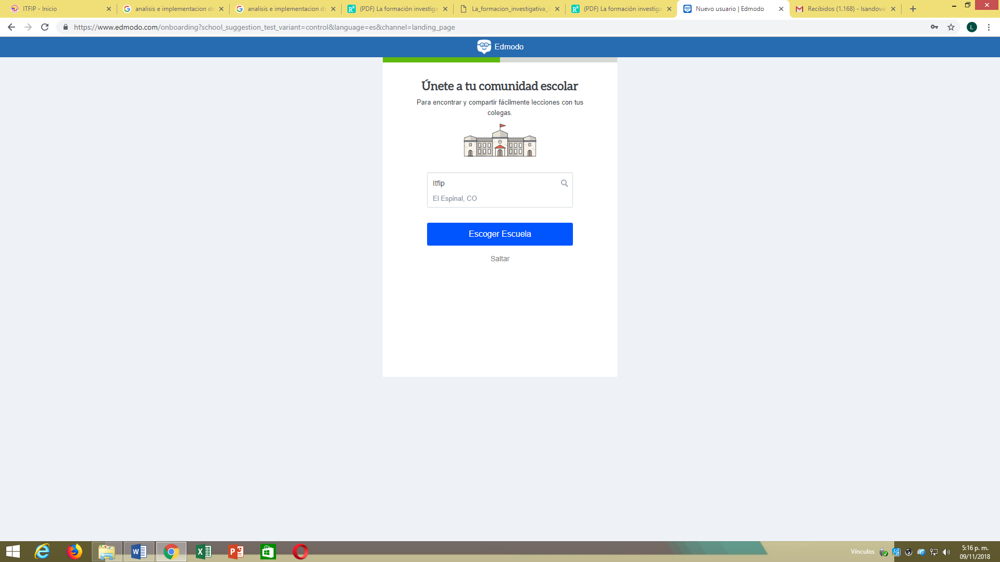 ITFIP - Inicio
analisis e implementacion de
analisis e implementacion de
(PDF) La formación investiga
La_formacion_investigativa_
(PDF) La formación investiga
Nuevo usuario | Edmodo
Recibidos (1.168) - lsandova
https://www.edmodo.com/onboarding?school_suggestion_test_variant=control&language=es&channel=landing_page
L
Edmodo
Únete a tu comunidad escolar
Para encontrar y compartir fácilmente lecciones con tus
colegas.
Itfip
El Espinal, CO
Escoger Escuela
Saltar
Vínculos
5:16 p. m.
09/11/2018